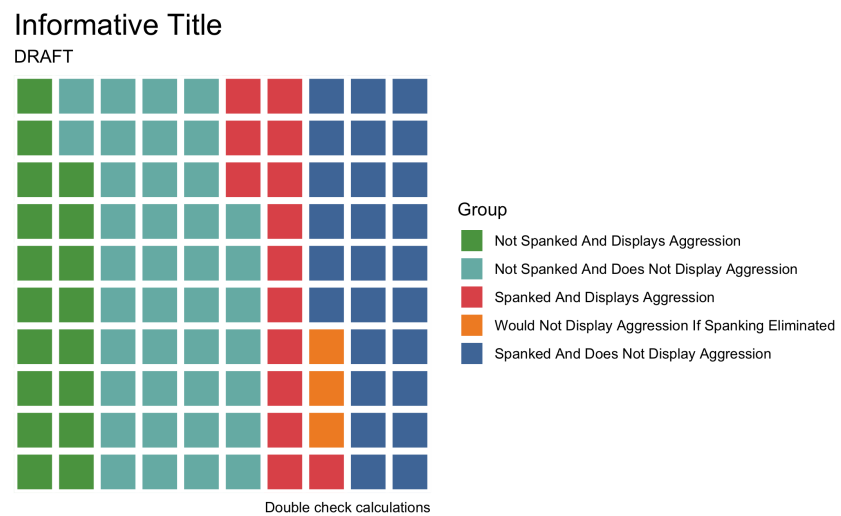 Informative Title
DRAFT
Group
Not Spanked And Displays Aggression
Not Spanked And Does Not Display Aggression
Spanked And Displays Aggression
Would Not Display Aggression If Spanking Eliminated
Spanked And Does Not Display Aggression
Double check calculations